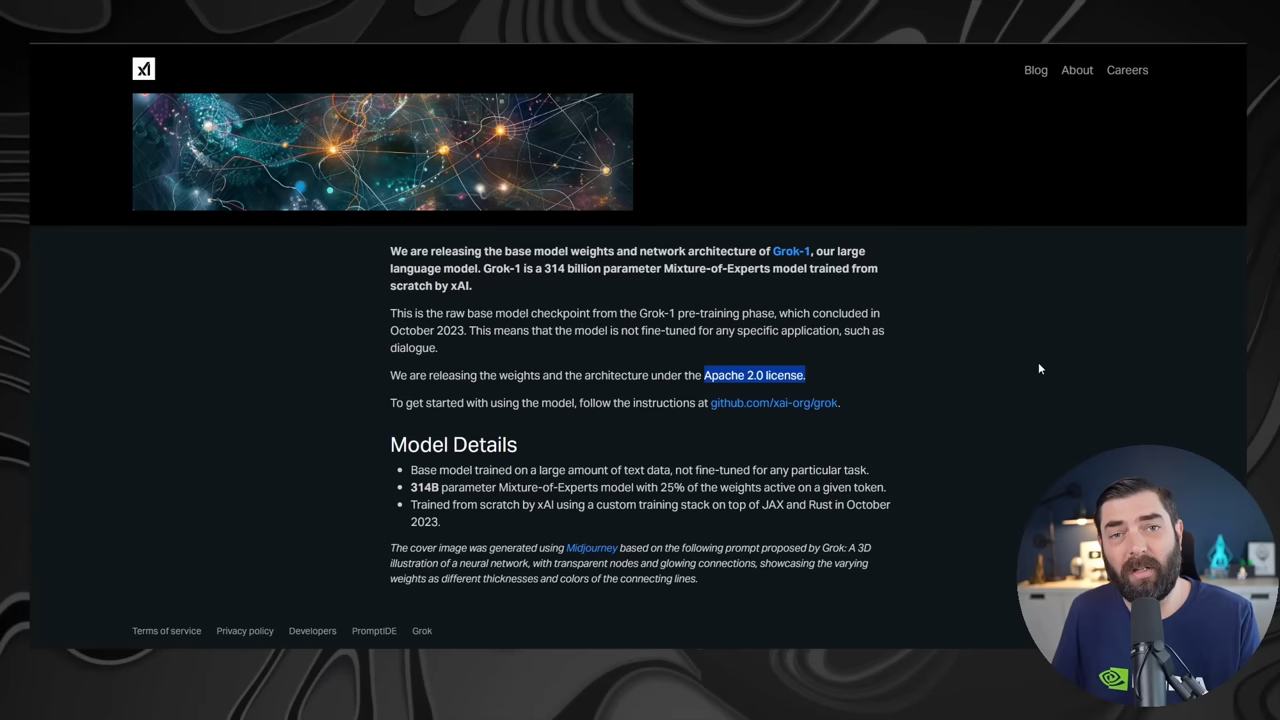 xI
Blog About Careers
We are releasing the base model weights and network architecture of Grok-1, our large
language model. Grok-1 is a 314 billion parameter Mixture-of-Experts model trained from
scratch by xAI.
This is the raw base model checkpoint from the Grok-1 pre-training phase, which concluded in
October 2023. This means that the model is not fine-tuned for any specific application, such as
dialogue.
We are releasing the weights and the architecture under the Apache 2.0 license.
To get started with using the model, follow the instructions at github.com/xai-org/grok.
Model Details
• Base model trained on a large amount of text data, not fine-tuned for any particular task.
• 314B parameter Mixture-of-Experts model with 25% of the weights active on a given token.
• Trained from scratch by xAI using a custom training stack on top of JAX and Rust in October
2023.
The cover image was generated using Midjourney based on the following prompt proposed by Grok: A 3D
illustration of a neural network, with transparent nodes and glowing connections, showcasing the varying
weights as different thicknesses and colors of the connecting lines.
Terms of service Privacy policy Developers PromptIDE Grok